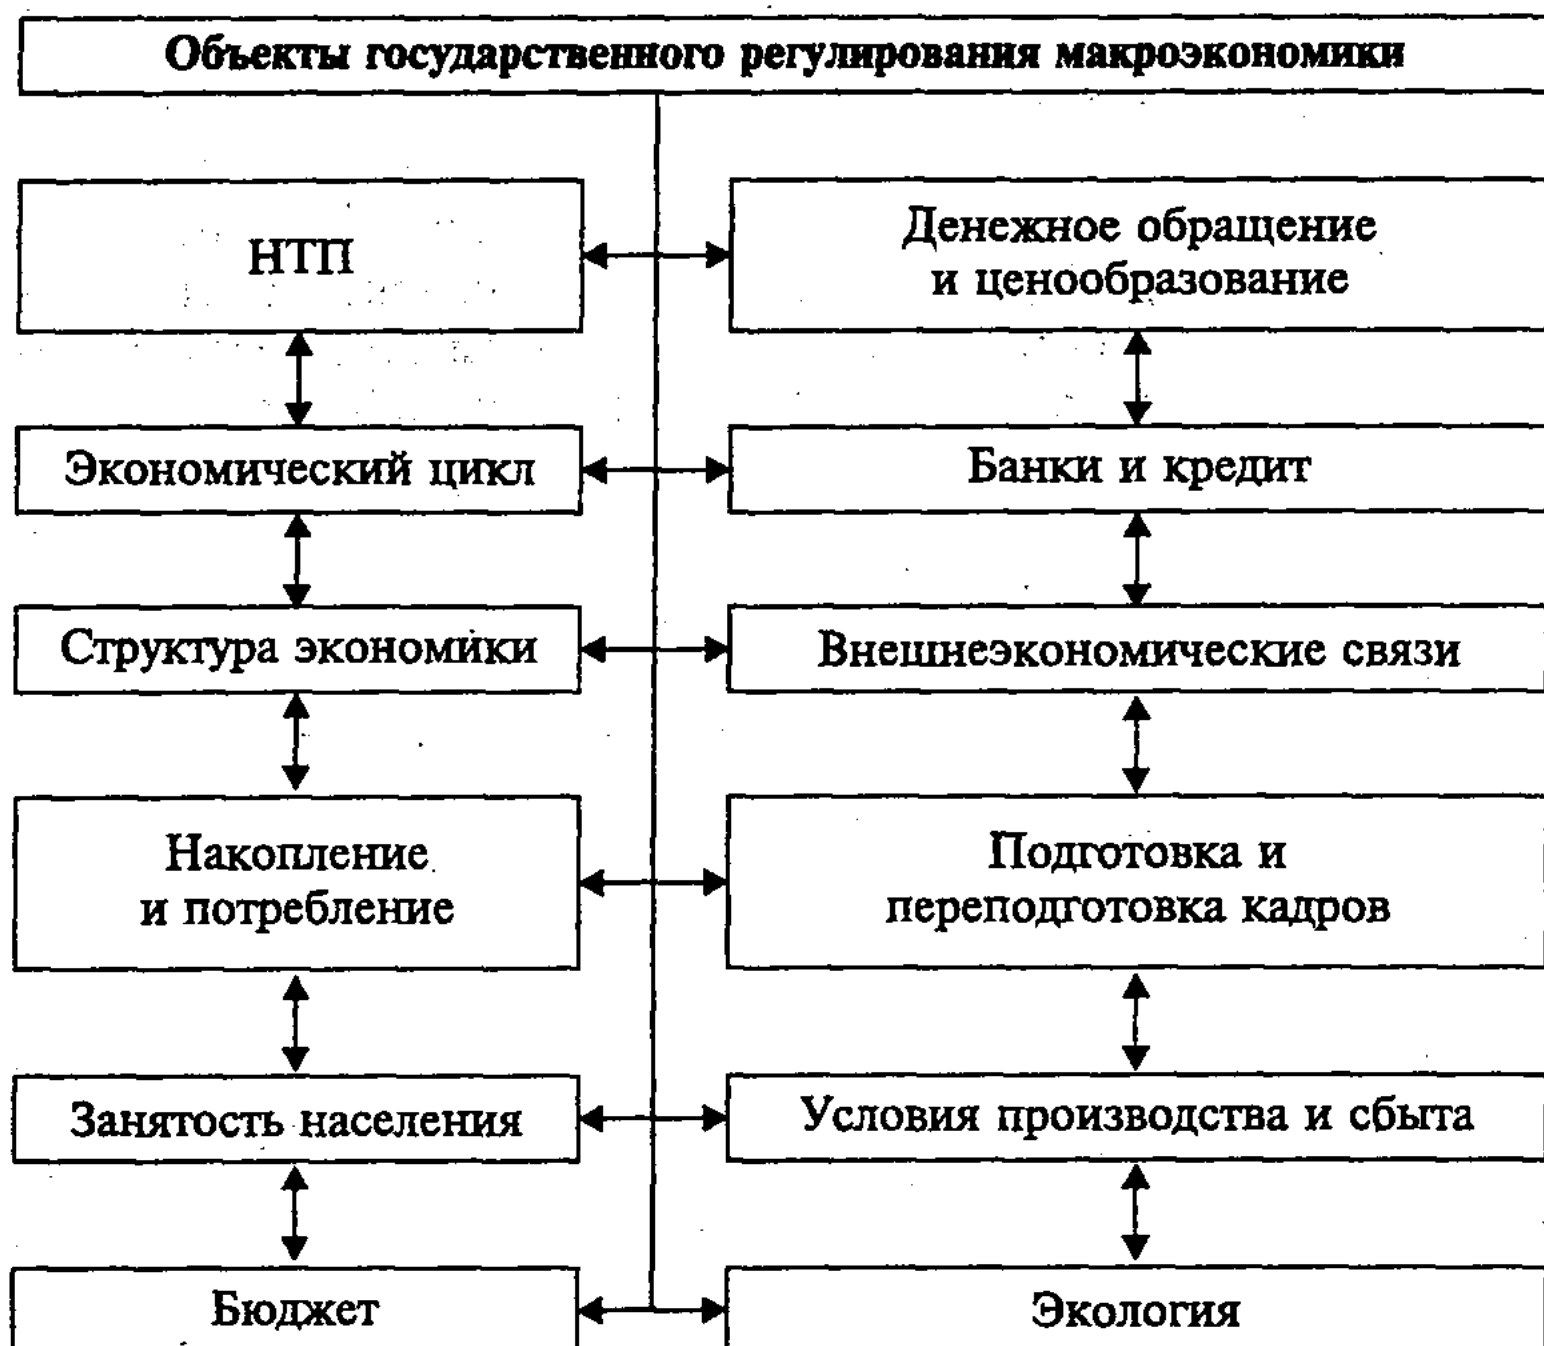 Объекты государственного регулирования макроэкономики
НТП
Денежное обращение
и ценообразование
Экономический цикл
Банки и кредит
Структура экономики
Внешнеэкономические связи
Накопление
и потребление
Подготовка и
переподготовка кадров
Занятость населения
Условия производства и сбыта
Бюджет
Экология